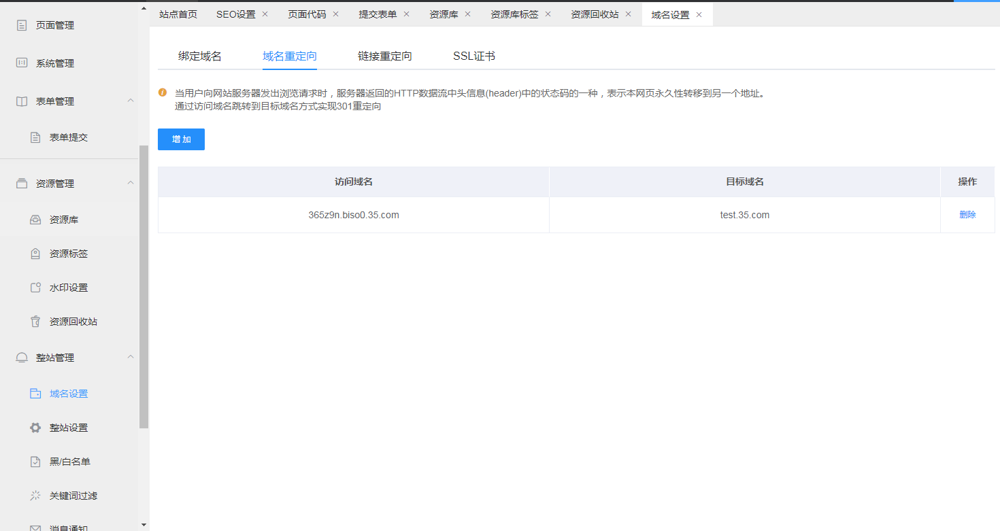 页面管理
系统管理
表单管理
表单提交
资源管理
资源库
资源标签
水印设置
资源回收站
整站管理
域名设置
整站设置
黑/白名单
关键词过滤
消息通知
站点首页 SEO设置 页面代码 提交表单 资源库 资源库标签 资源回收站 域名设置
绑定域名 域名重定向 链接重定向 SSL证书
当用户向网站服务器发出浏览请求时，服务器返回的HTTP数据流中头信息(header)中的状态码的一种，表示本网页永久性转移到另一个地址。
通过访问域名跳转到目标域名方式实现301重定向
增加
访问域名 目标域名 操作
365z9n.biso0.35.com test.35.com 删除